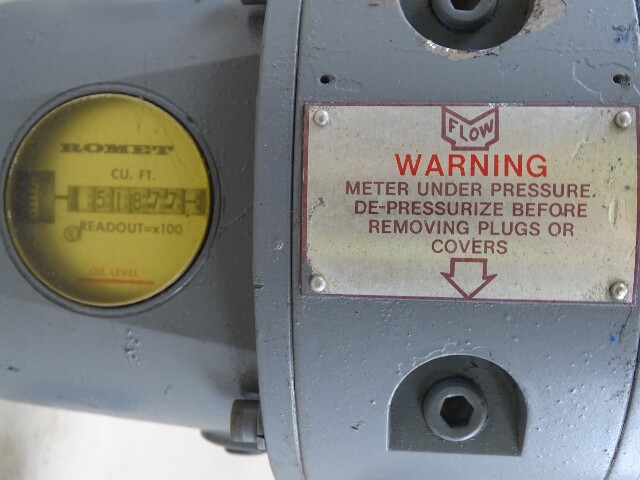 ROMET
CU. FT.
READOUT=x100
OIL LEVEL
FLOW
WARNING
METER UNDER PRESSURE.
DE-PRESSURIZE BEFORE
REMOVING PLUGS OR
COVERS